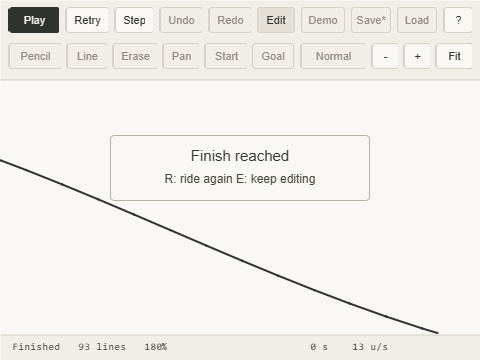 Play Retry Step Undo Redo Edit Demo Save* Load ?
Pencil Line Erase Pan Start Goal Normal - + Fit
Finish reached
R: ride again E: keep editing
Finished 93 lines 180% 0 s 13 u/s